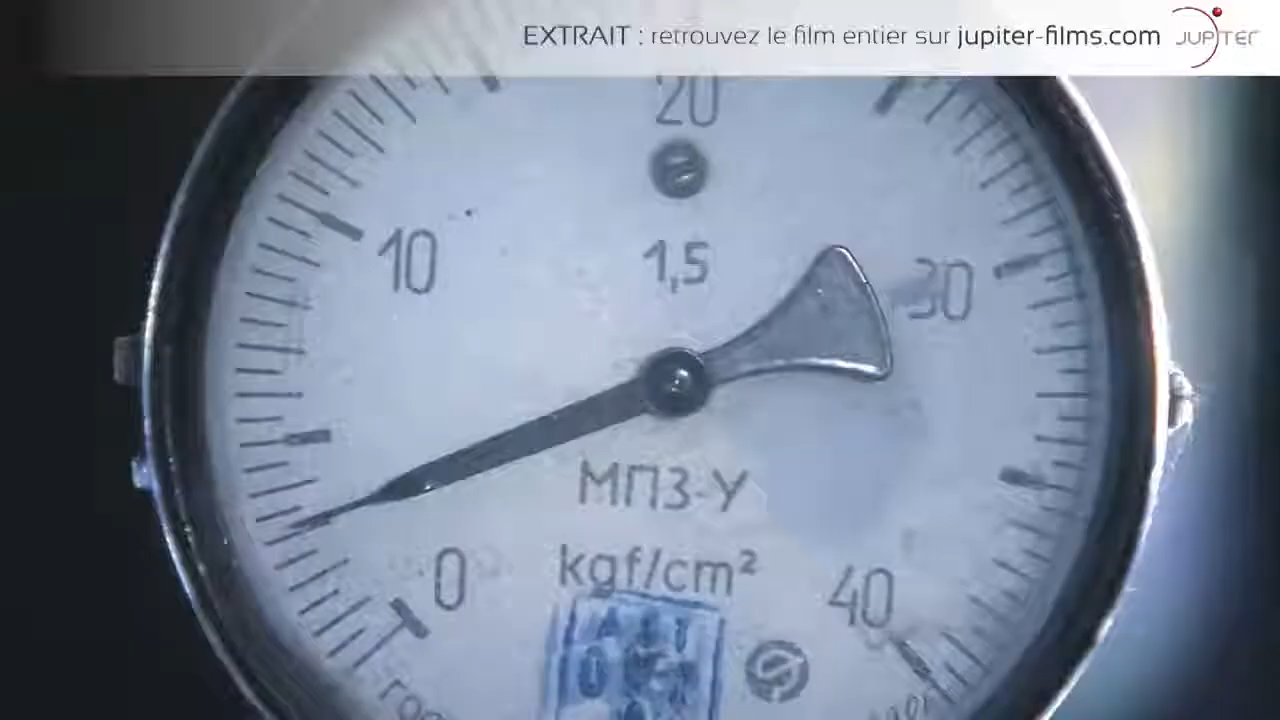 EXTRAIT : retrouvez le film entier sur jupiter-films.com JUPITER
20
10
1,5
30
МПЗ-У
kgf/cm²
0
40